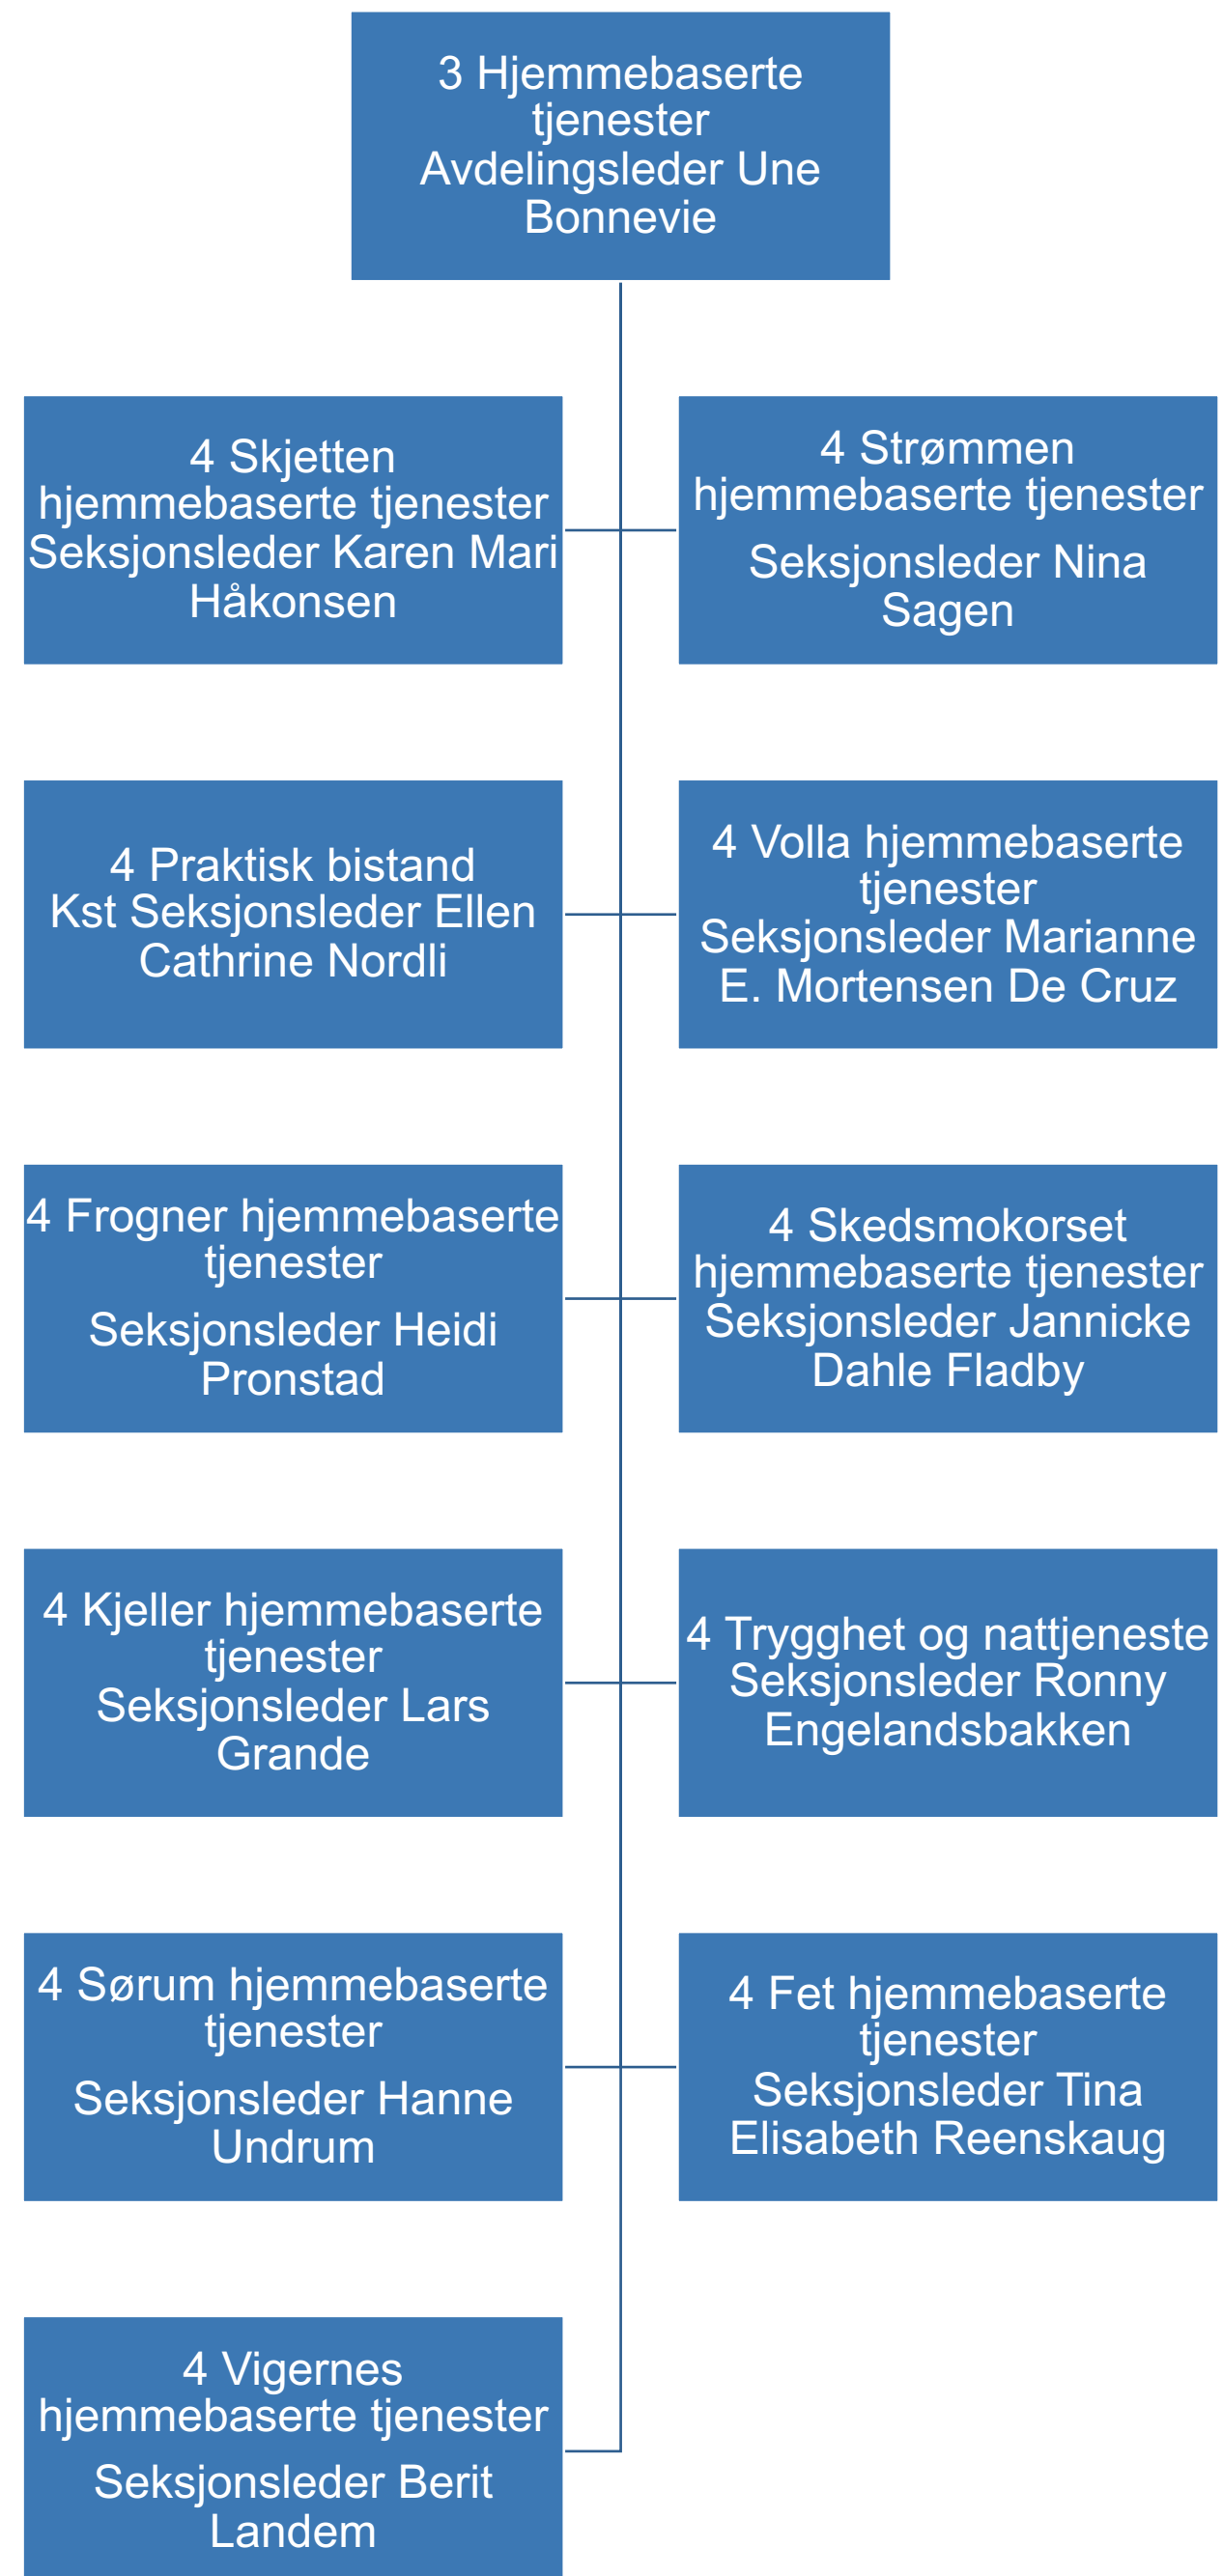 3 Hjemmebaserte
tjenester
Avdelingsleder Une
Bonnevie
4 Skjetten
hjemmebaserte tjenester
Seksjonsleder Karen Mari
Håkonsen
4 Strømmen
hjemmebaserte tjenester
Seksjonsleder Nina
Sagen
4 Praktisk bistand
Kst Seksjonsleder Ellen
Cathrine Nordli
4 Volla hjemmebaserte
tjenester
Seksjonsleder Marianne
E. Mortensen De Cruz
4 Frogner hjemmebaserte
tjenester
Seksjonsleder Heidi
Pronstad
4 Skedsmokorset
hjemmebaserte tjenester
Seksjonsleder Jannicke
Dahle Fladby
4 Kjeller hjemmebaserte
tjenester
Seksjonsleder Lars
Grande
4 Trygghet og nattjeneste
Seksjonsleder Ronny
Engelandsbakken
4 Sørum hjemmebaserte
tjenester
Seksjonsleder Hanne
Undrum
4 Fet hjemmebaserte
tjenester
Seksjonsleder Tina
Elisabeth Reenskaug
4 Vigernes
hjemmebaserte tjenester
Seksjonsleder Berit
Landem